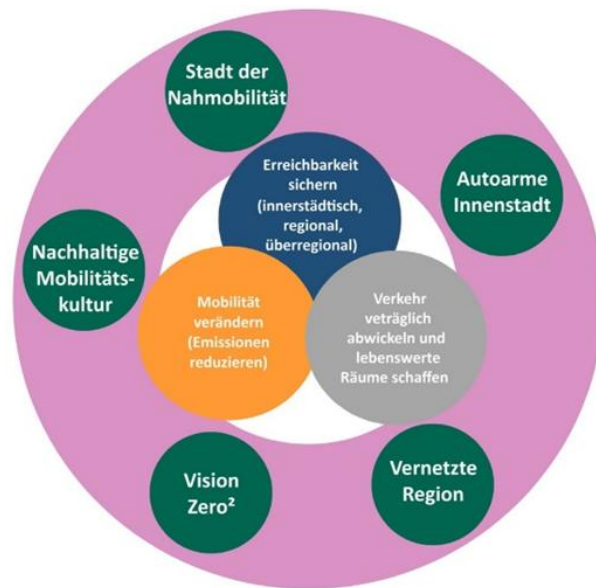 Stadt der
Nahmobilität
Erreichbarkeit
sichern
(innerstädtisch,
regional,
überregional)
Autoarme
Innenstadt
Nachhaltige
Mobilitäts-
kultur
Mobilität
verändern
(Emissionen
reduzieren)
Verkehr
veträglich
abwickeln und
lebenswerte
Räume schaffen
Vision
Zero²
Vernetzte
Region